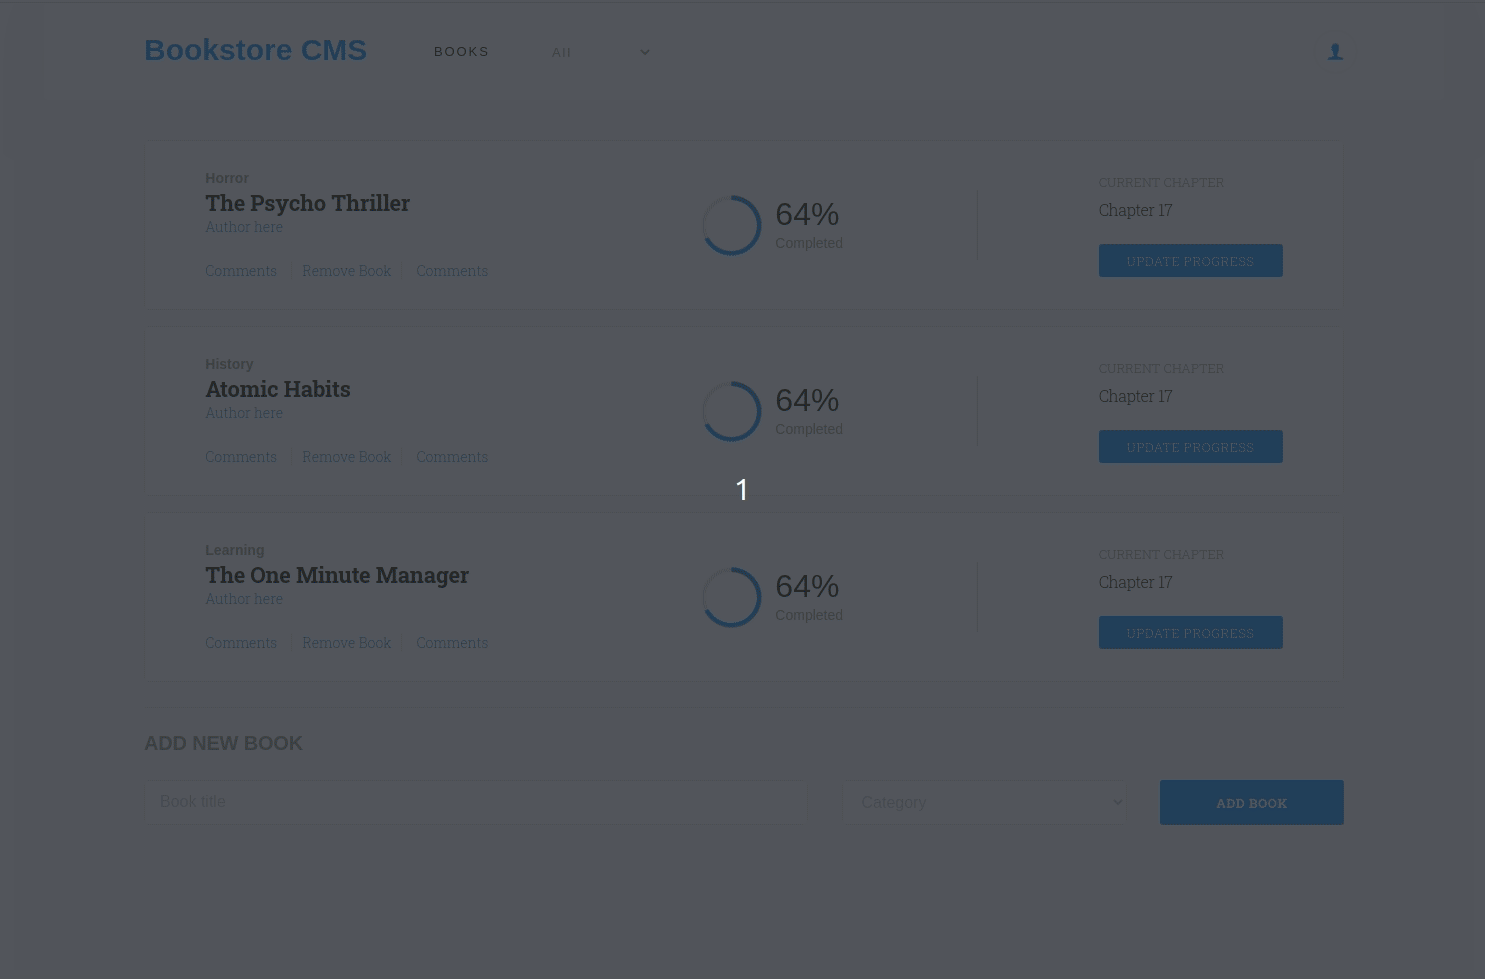 Bookstore CMS BOOKS All
Horror
The Psycho Thriller
Author here
Comments Remove Book Comments
64%
Completed
CURRENT CHAPTER
Chapter 17
UPDATE PROGRESS
History
Atomic Habits
Author here
Comments Remove Book Comments
64%
Completed
CURRENT CHAPTER
Chapter 17
UPDATE PROGRESS
1
Learning
The One Minute Manager
Author here
Comments Remove Book Comments
64%
Completed
CURRENT CHAPTER
Chapter 17
UPDATE PROGRESS
ADD NEW BOOK
Book title Category ADD BOOK